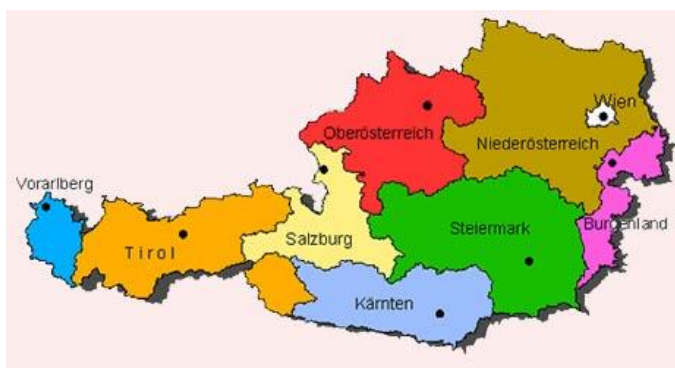 Wien
Oberösterreich
Niederösterreich
Vorarlberg
Burgenland
Steiermark
Salzburg
Tirol
Kärnten